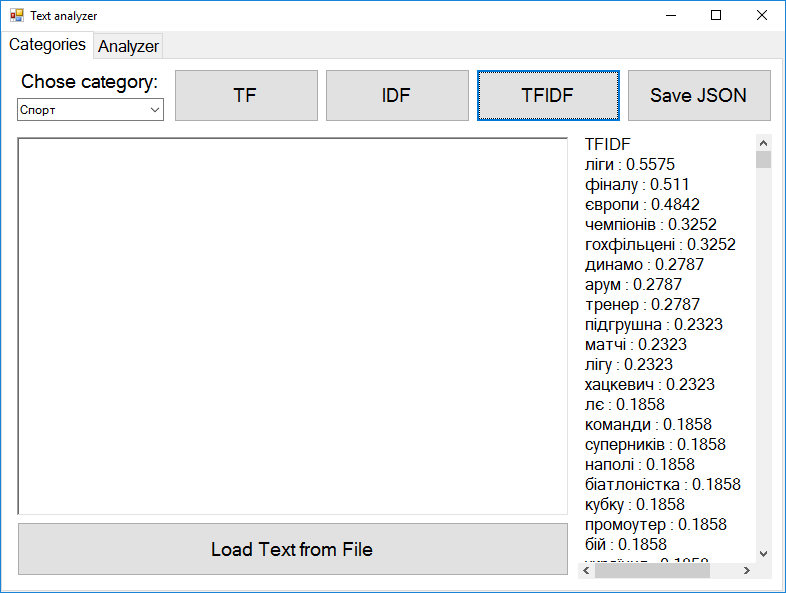 Text analyzer
Categories Analyzer
Chose category:
Спорт
TF IDF TFIDF Save JSON
TFIDF
ліги : 0.5575
фіналу : 0.511
європи : 0.4842
чемпіонів : 0.3252
гохфільцені : 0.3252
динамо : 0.2787
арум : 0.2787
тренер : 0.2787
підгрушна : 0.2323
матчі : 0.2323
лігу : 0.2323
хацкевич : 0.2323
лє : 0.1858
команди : 0.1858
суперників : 0.1858
наполі : 0.1858
біатлоністка : 0.1858
кубку : 0.1858
промоутер : 0.1858
бій : 0.1858
Load Text from File